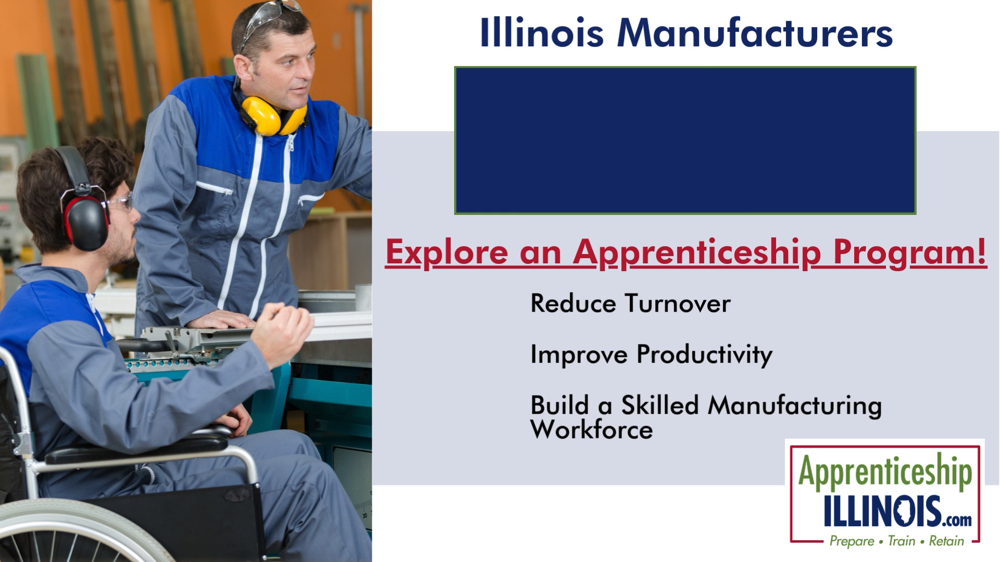 Illinois Manufacturers
Explore an Apprenticeship Program!
Reduce Turnover
Improve Productivity
Build a Skilled Manufacturing
Workforce
Apprenticeship
ILLINOIS.com
Prepare • Train • Retain
30